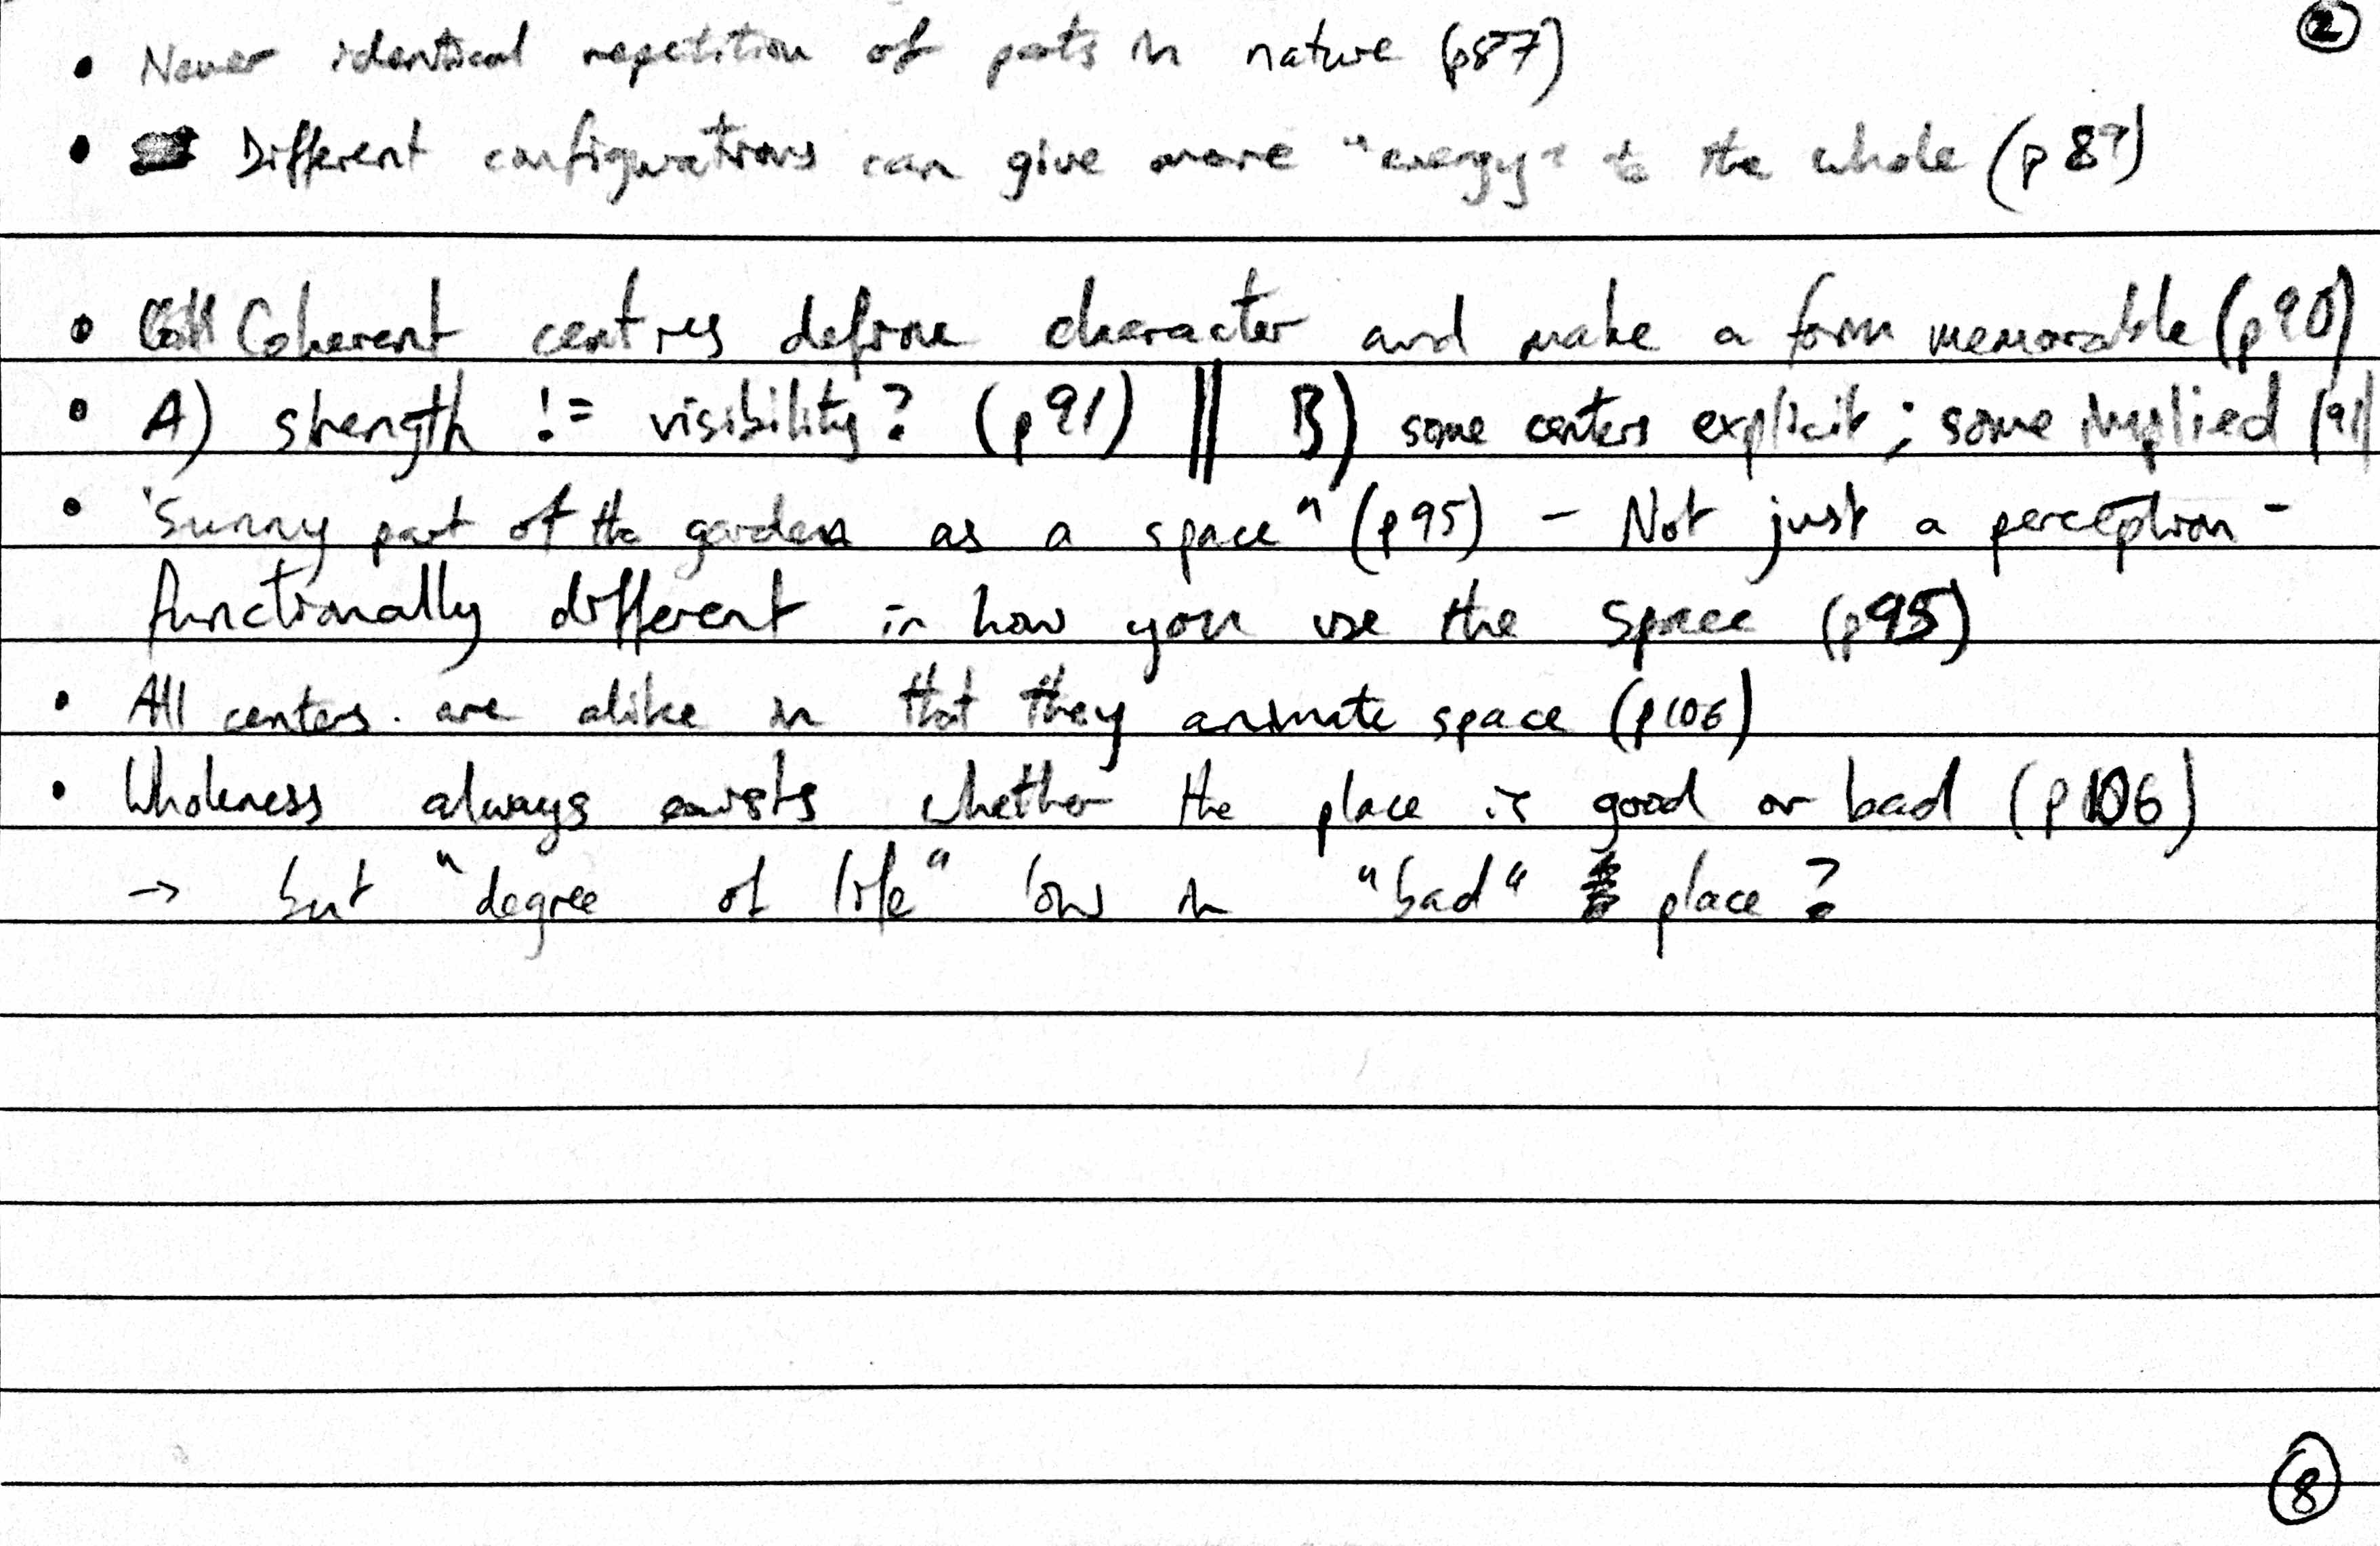 ②
• Never identical repetition of parts in nature (p87)
• Different configurations can give more "energy" to the whole (p 8?)
• Coherent centres define character and make a form memorable (p90)
• A) strength != visibility? (p91) || B) some centers explicit; some implied (91)
• "Sunny part of the garden as a space" (p95) - Not just a perception -
functionally different in how you use the space (p95)
• All centers. are alike in that they animate space (p106)
• Wholeness always exists whether the place is good or bad (p106)
→ but "degree of life" low in "bad" place?
⑧